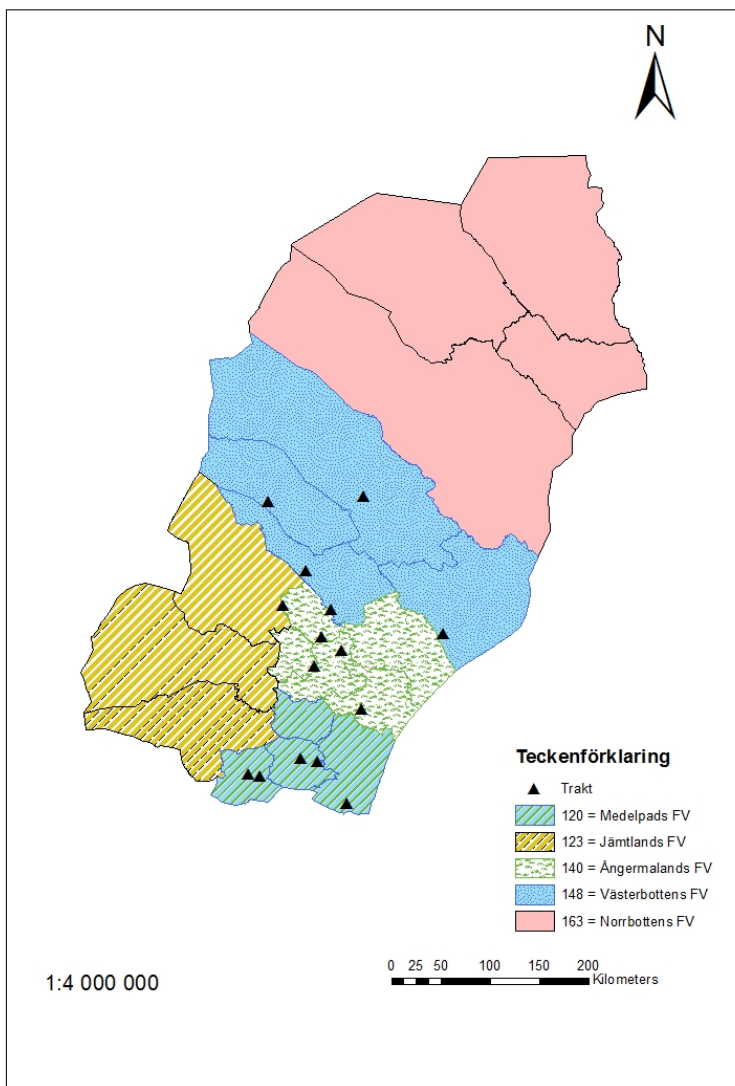 N
Teckenförklaring
Trakt
120 = Medelpads FV
123 = Jämtlands FV
140 = Ångermalands FV
148 = Västerbottens FV
163 = Norrbottens FV
0 25 50 100 150 200
Kilometers
1:4 000 000